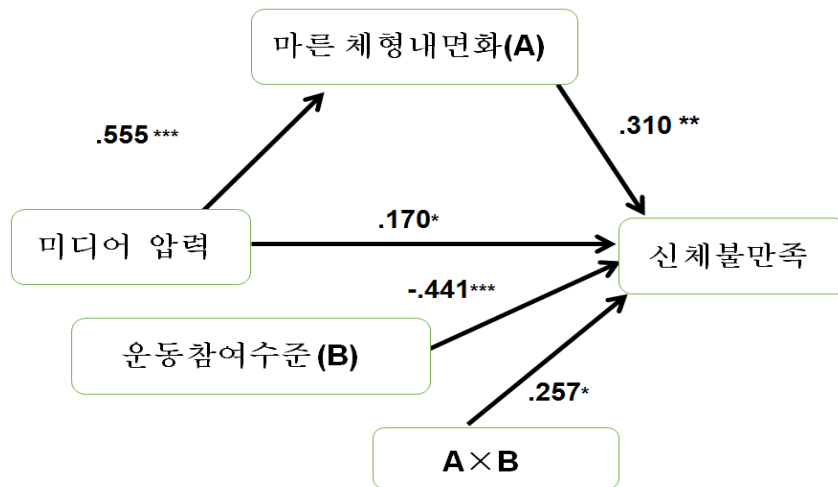 마른 체형내면화(A)
.555 ***
.310 **
미디어 압력
.170*
신체불만족
-.441***
운동참여수준(B)
.257*
A×B